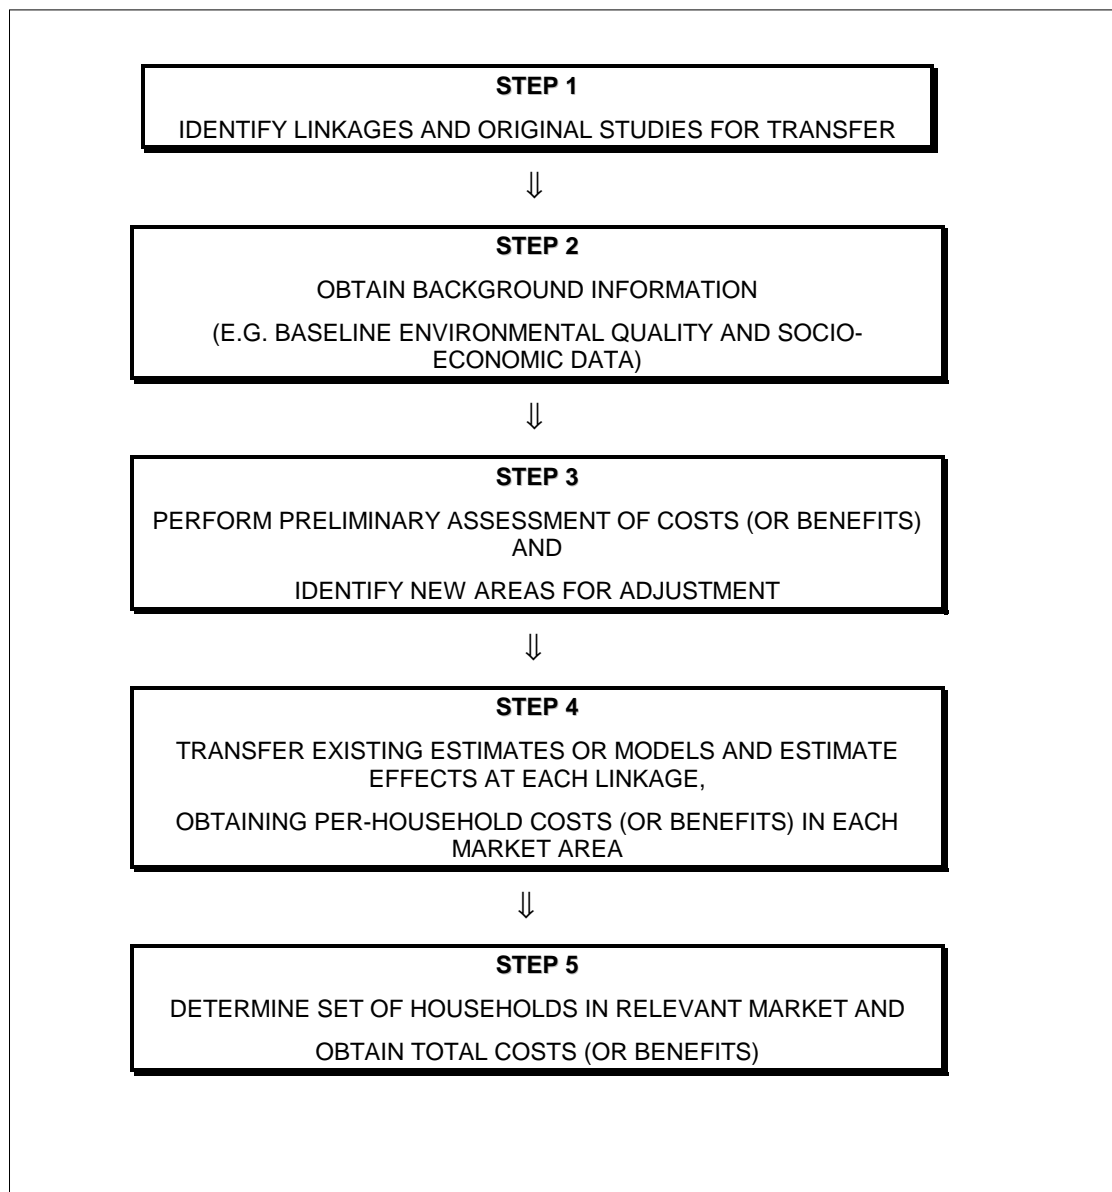 STEP 1
IDENTIFY LINKAGES AND ORIGINAL STUDIES FOR TRANSFER
⇓
STEP 2
OBTAIN BACKGROUND INFORMATION
(E.G. BASELINE ENVIRONMENTAL QUALITY AND SOCIO-
ECONOMIC DATA)
⇓
STEP 3
PERFORM PRELIMINARY ASSESSMENT OF COSTS (OR BENEFITS)
AND
IDENTIFY NEW AREAS FOR ADJUSTMENT
⇓
STEP 4
TRANSFER EXISTING ESTIMATES OR MODELS AND ESTIMATE
EFFECTS AT EACH LINKAGE,
OBTAINING PER-HOUSEHOLD COSTS (OR BENEFITS) IN EACH
MARKET AREA
⇓
STEP 5
DETERMINE SET OF HOUSEHOLDS IN RELEVANT MARKET AND
OBTAIN TOTAL COSTS (OR BENEFITS)